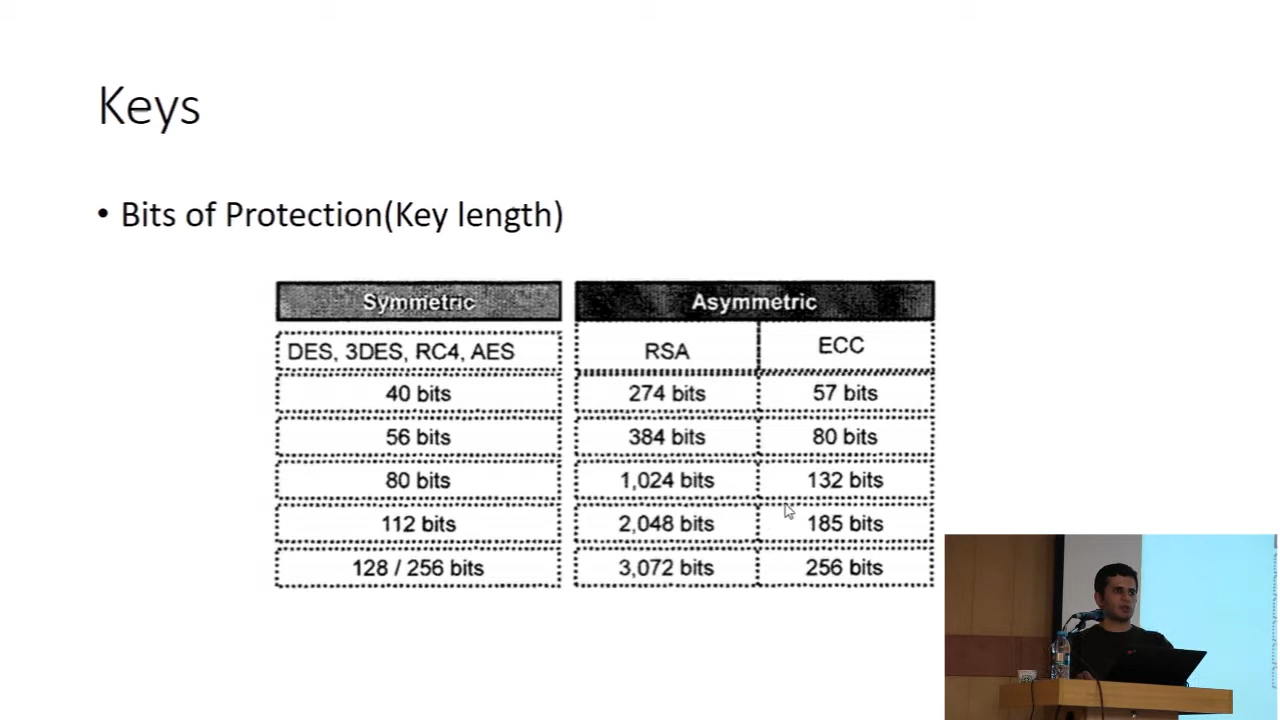 Keys
• Bits of Protection(Key length)
Symmetric Asymmetric
DES, 3DES, RC4, AES RSA ECC
40 bits 274 bits 57 bits
56 bits 384 bits 80 bits
80 bits 1,024 bits 132 bits
112 bits 2,048 bits 185 bits
128 / 256 bits 3,072 bits 256 bits